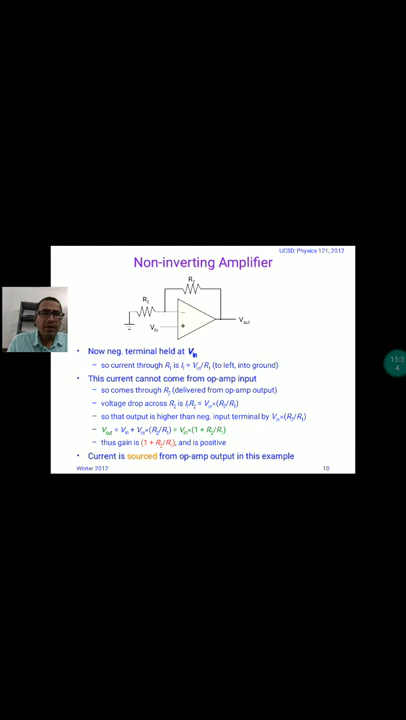 UCSD: Physics 121, 2012
Non-inverting Amplifier
R2
R1
−
+
Vin
Vout
• Now neg. terminal held at Vin
– so current through R1 is If = Vin/R1 (to left, into ground)
• This current cannot come from op-amp input
– so comes through R2 (delivered from op-amp output)
– voltage drop across R2 is IfR2 = Vin×(R2/R1)
– so that output is higher than neg. input terminal by Vin×(R2/R1)
– Vout = Vin + Vin×(R2/R1) = Vin×(1 + R2/R1)
– thus gain is (1 + R2/R1), and is positive
• Current is sourced from op-amp output in this example
Winter 2012
10
15:3
4